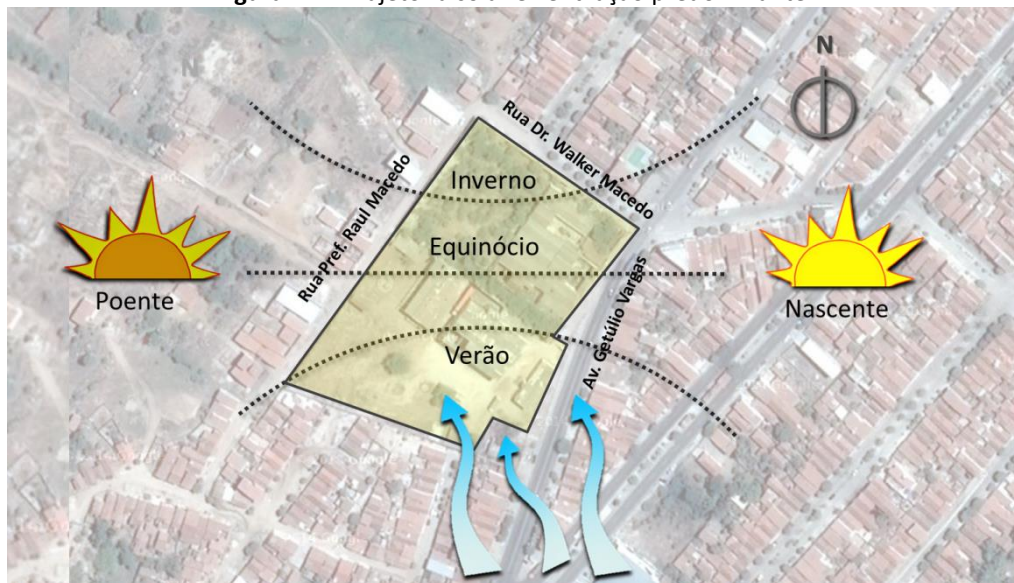 N
Rua Dr. Walker Macedo
Rua Pref. Raul Macedo
Inverno
Equinócio
Poente
Nascente
Av. Getúlio Vargas
Verão